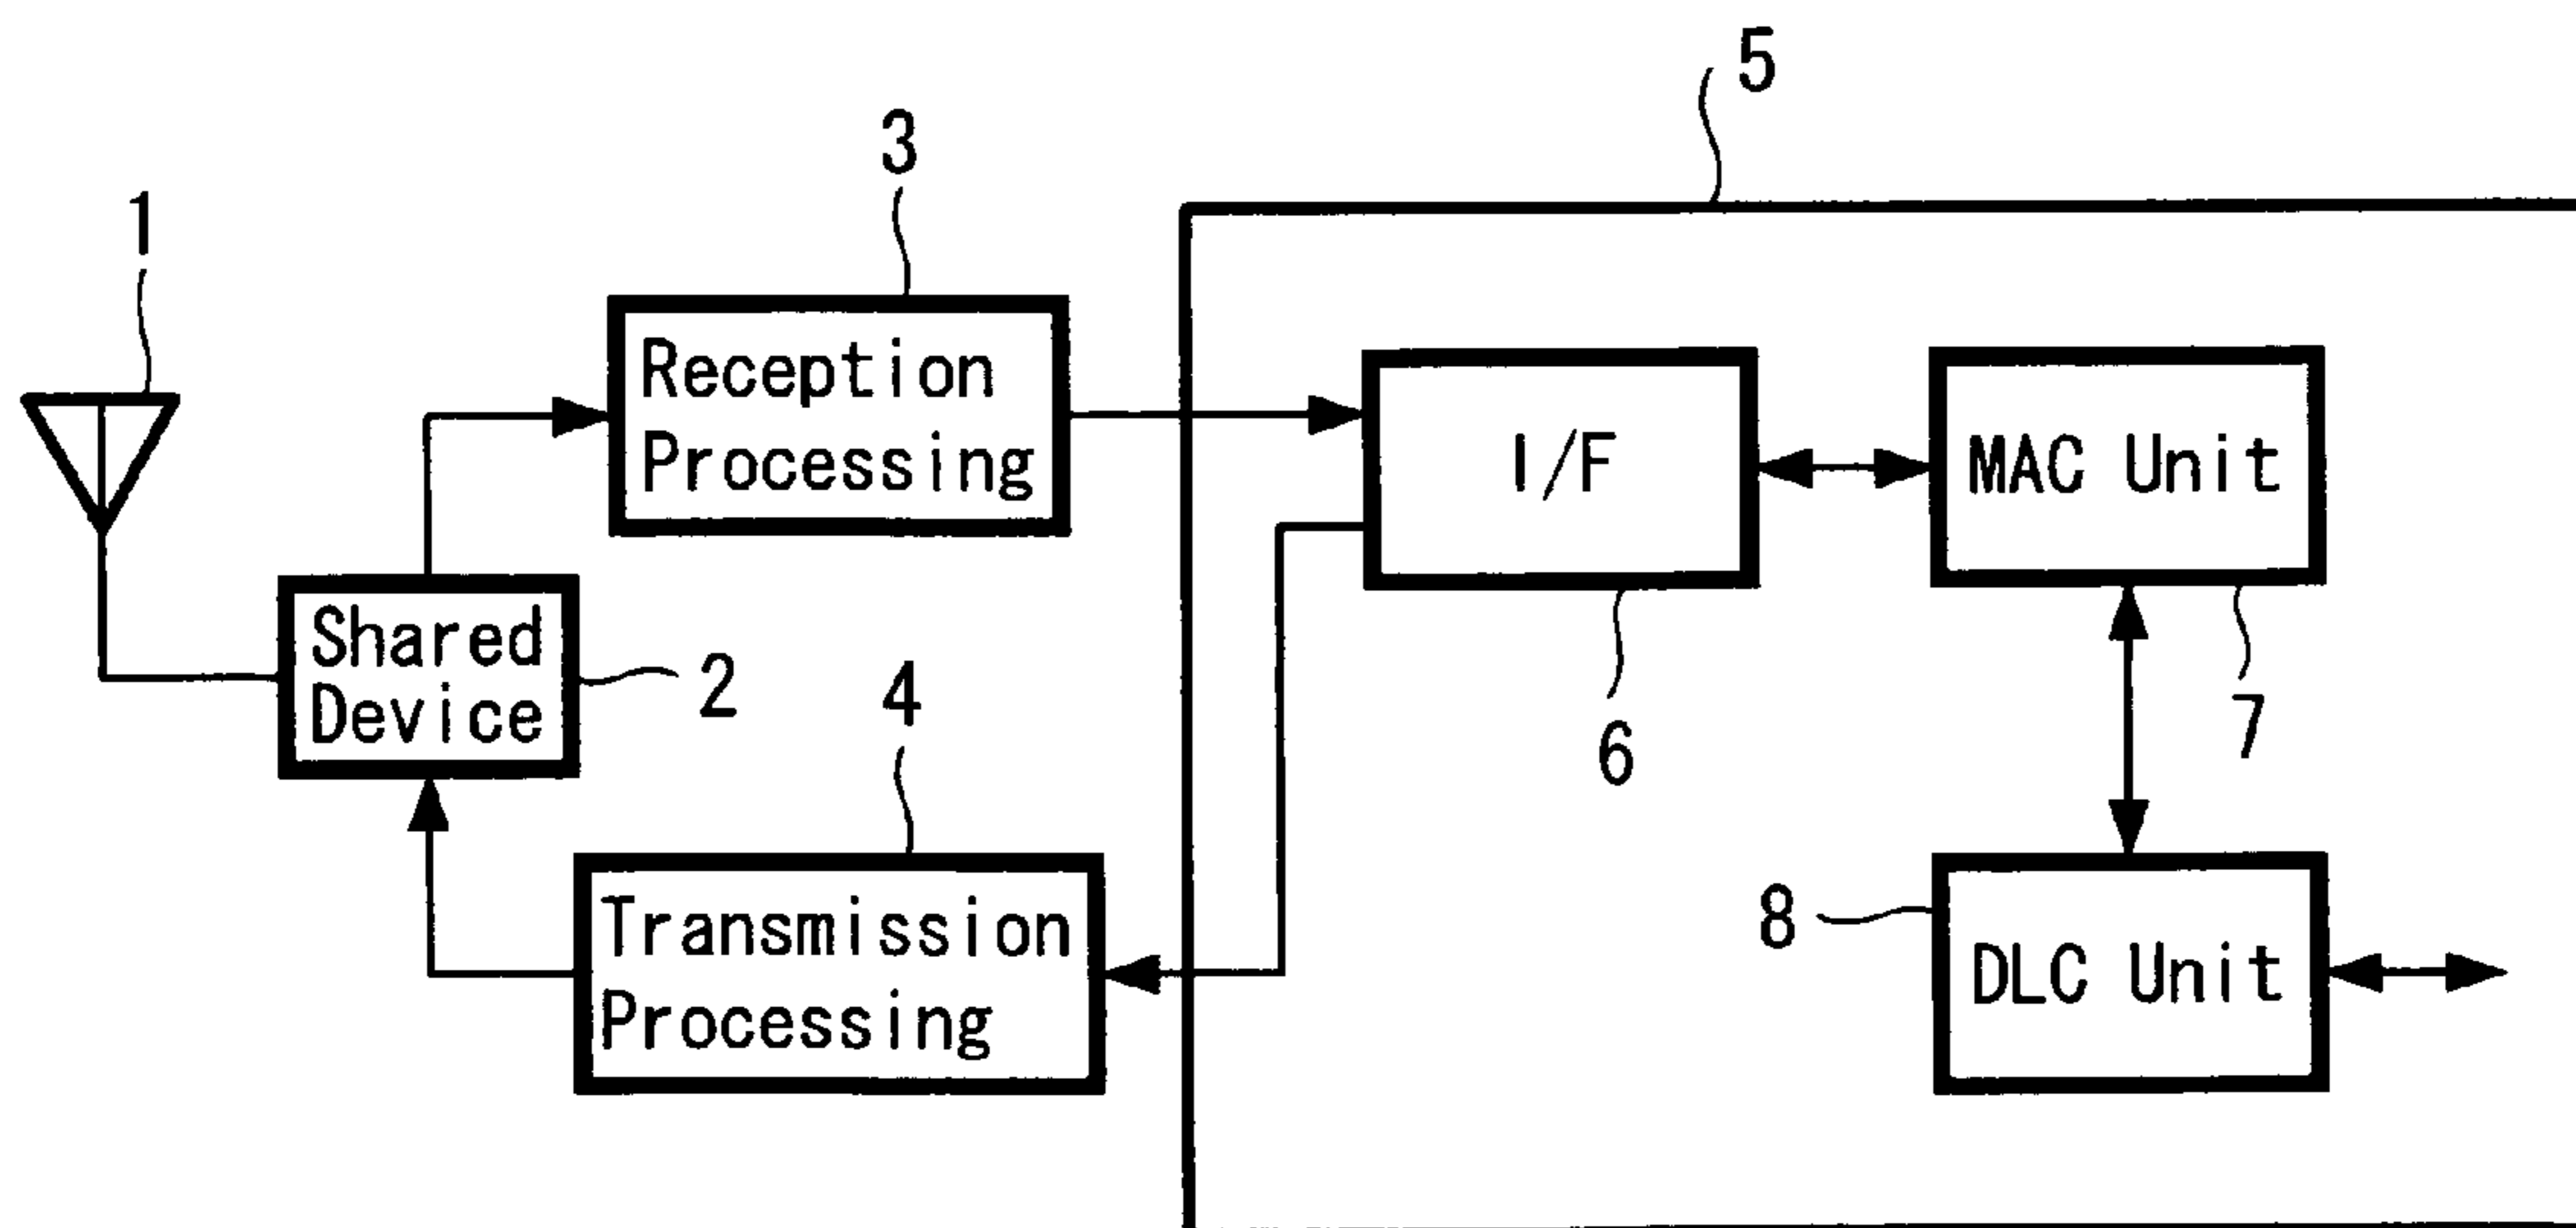 5
3
1
Reception
Processing
I/F
MAC Unit
Shared
Device
2
4
6
7
Transmission
Processing
8
DLC Unit